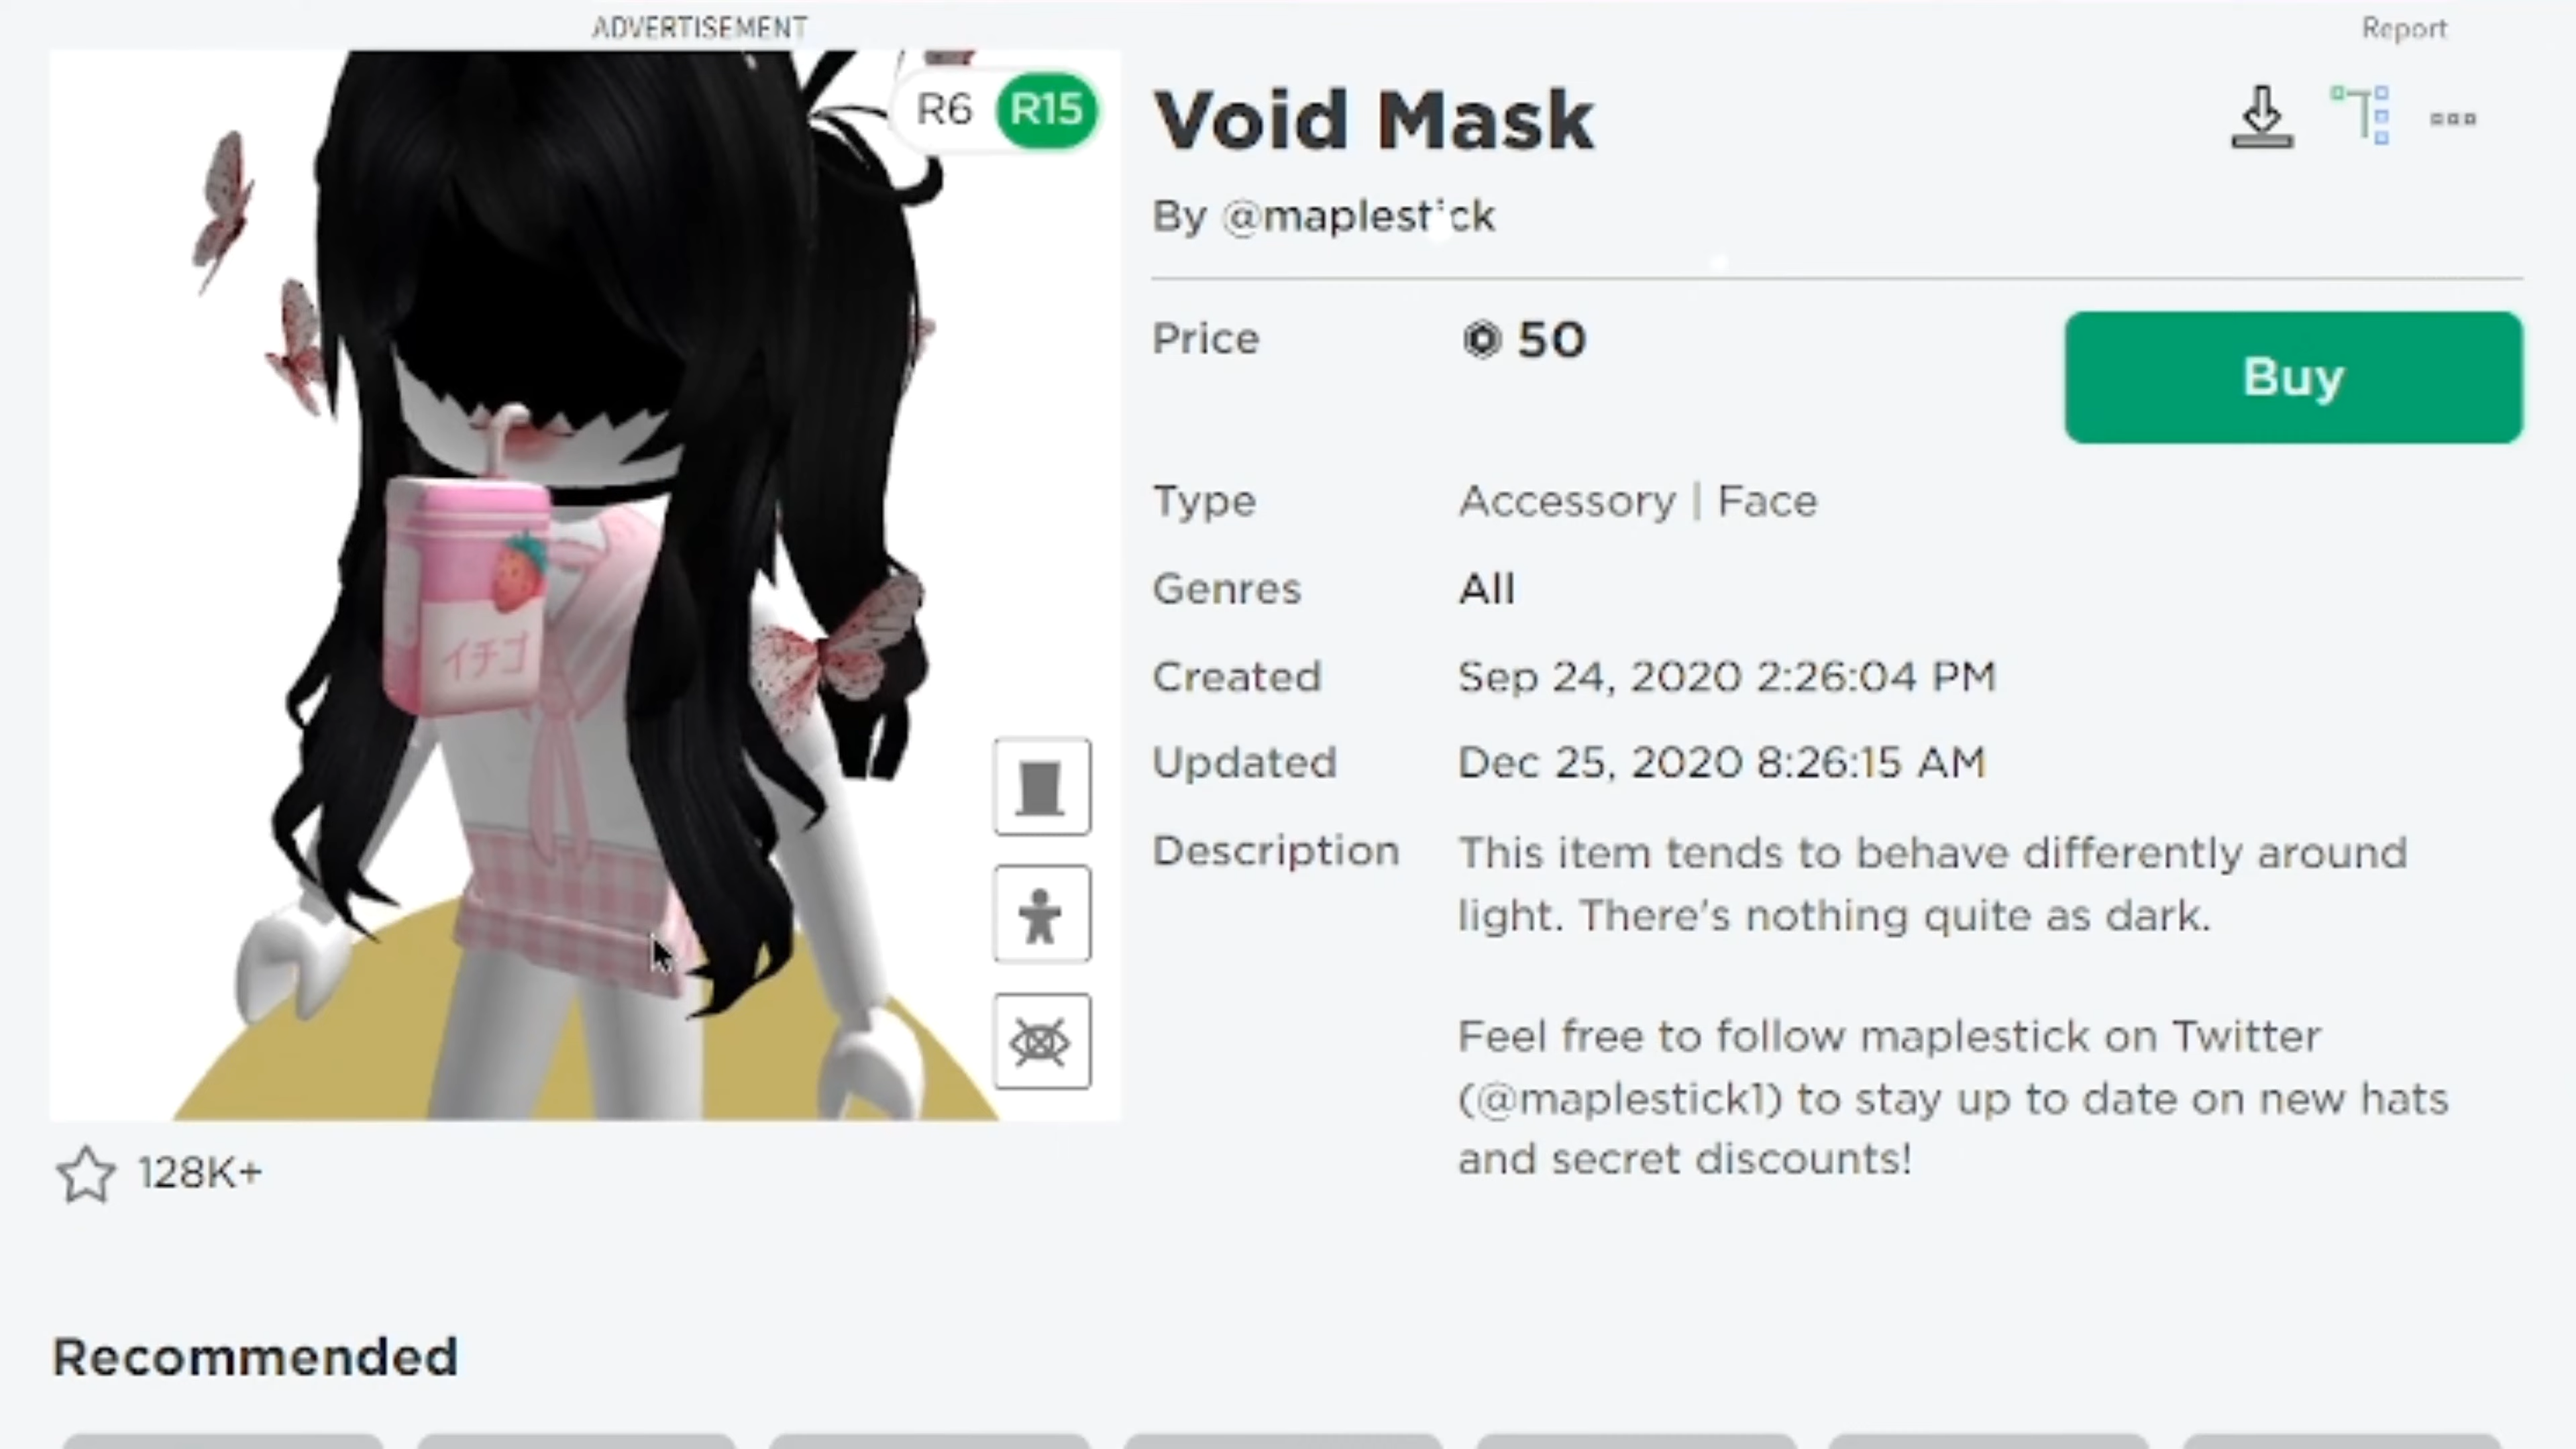 ADVERTISEMENT
Report
R6 R15
Void Mask
By @maplestick
Price 50
Buy
Type Accessory | Face
Genres All
Created Sep 24, 2020 2:26:04 PM
Updated Dec 25, 2020 8:26:15 AM
Description This item tends to behave differently around
light. There's nothing quite as dark.
Feel free to follow maplestick on Twitter
(@maplestick1) to stay up to date on new hats
and secret discounts!
イチゴ
128K+
Recommended